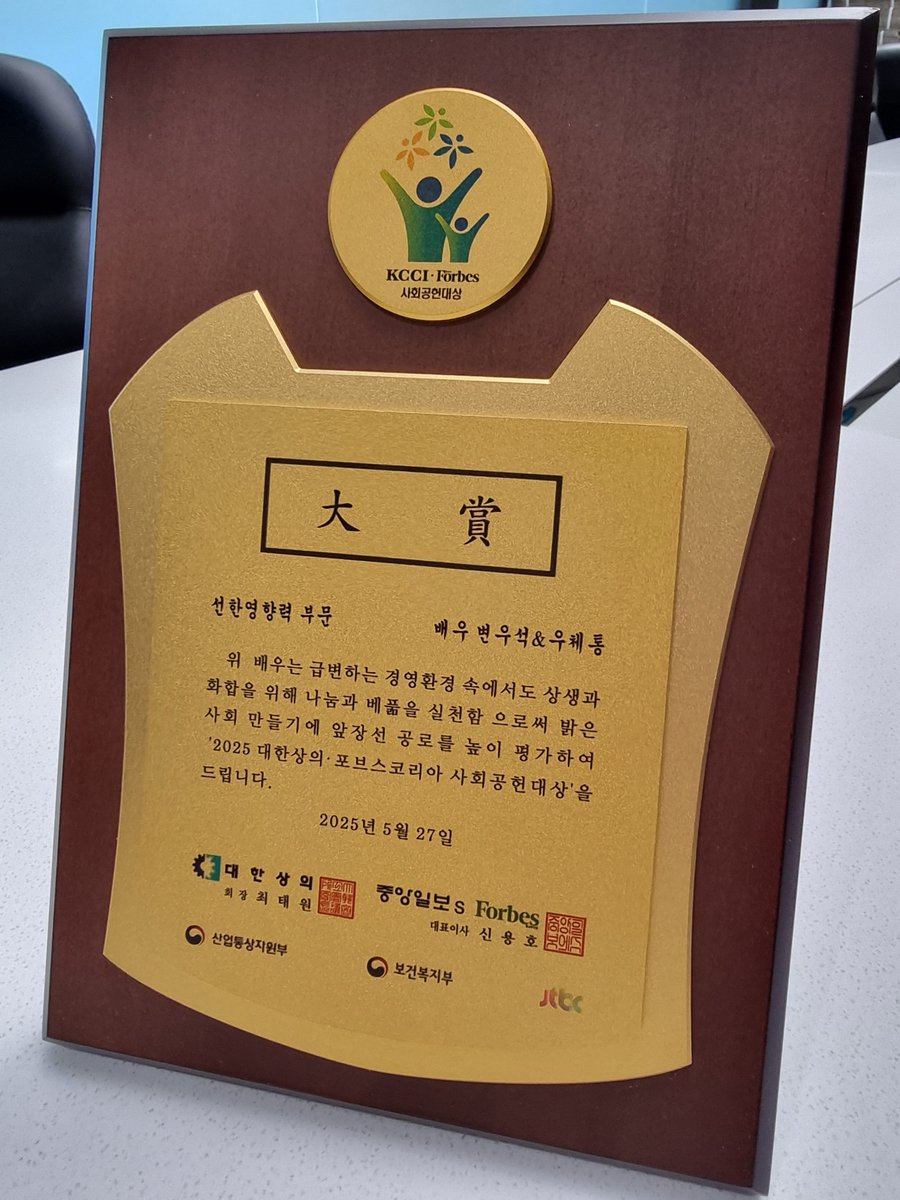 KCCI·Forbes
사회공헌대상
大 賞
선한영향력 부문
배우 변우석&우체통
위 배우는 급변하는 경영환경 속에서도 상생과
화합을 위해 나눔과 베풂을 실천함 으로써 밝은
사회 만들기에 앞장선 공로를 높이 평가하여
'2025 대한상의·포브스코리아 사회공헌대상'을
드립니다.
2025년 5월 27일
대한상의
회장 최태원
중앙일보S Forbes
대표이사 신용호
산업통상자원부
보건복지부
jtbc